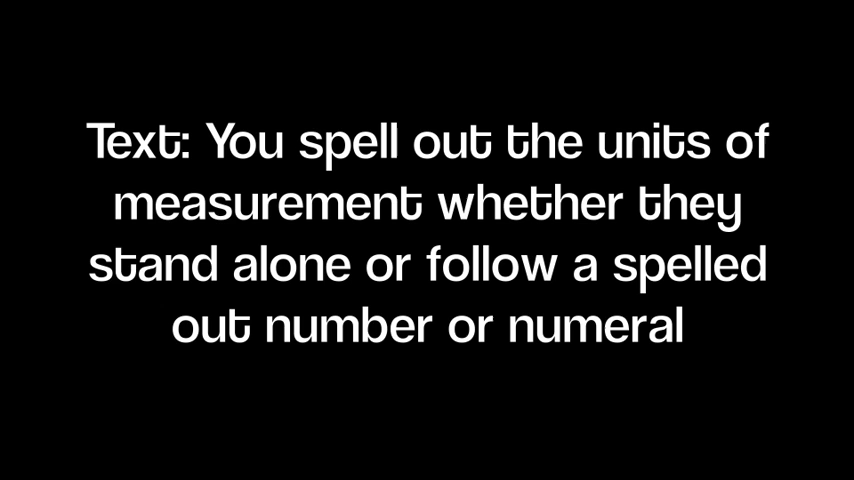 Text: You spell out the units of
measurement whether they
stand alone or follow a spelled
out number or numeral